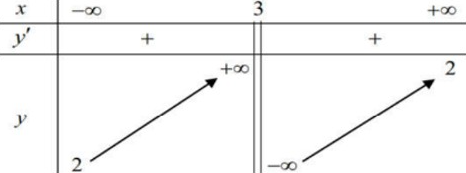 x −∞ 3 +∞
y′ + +
+∞ 2
y
2 −∞